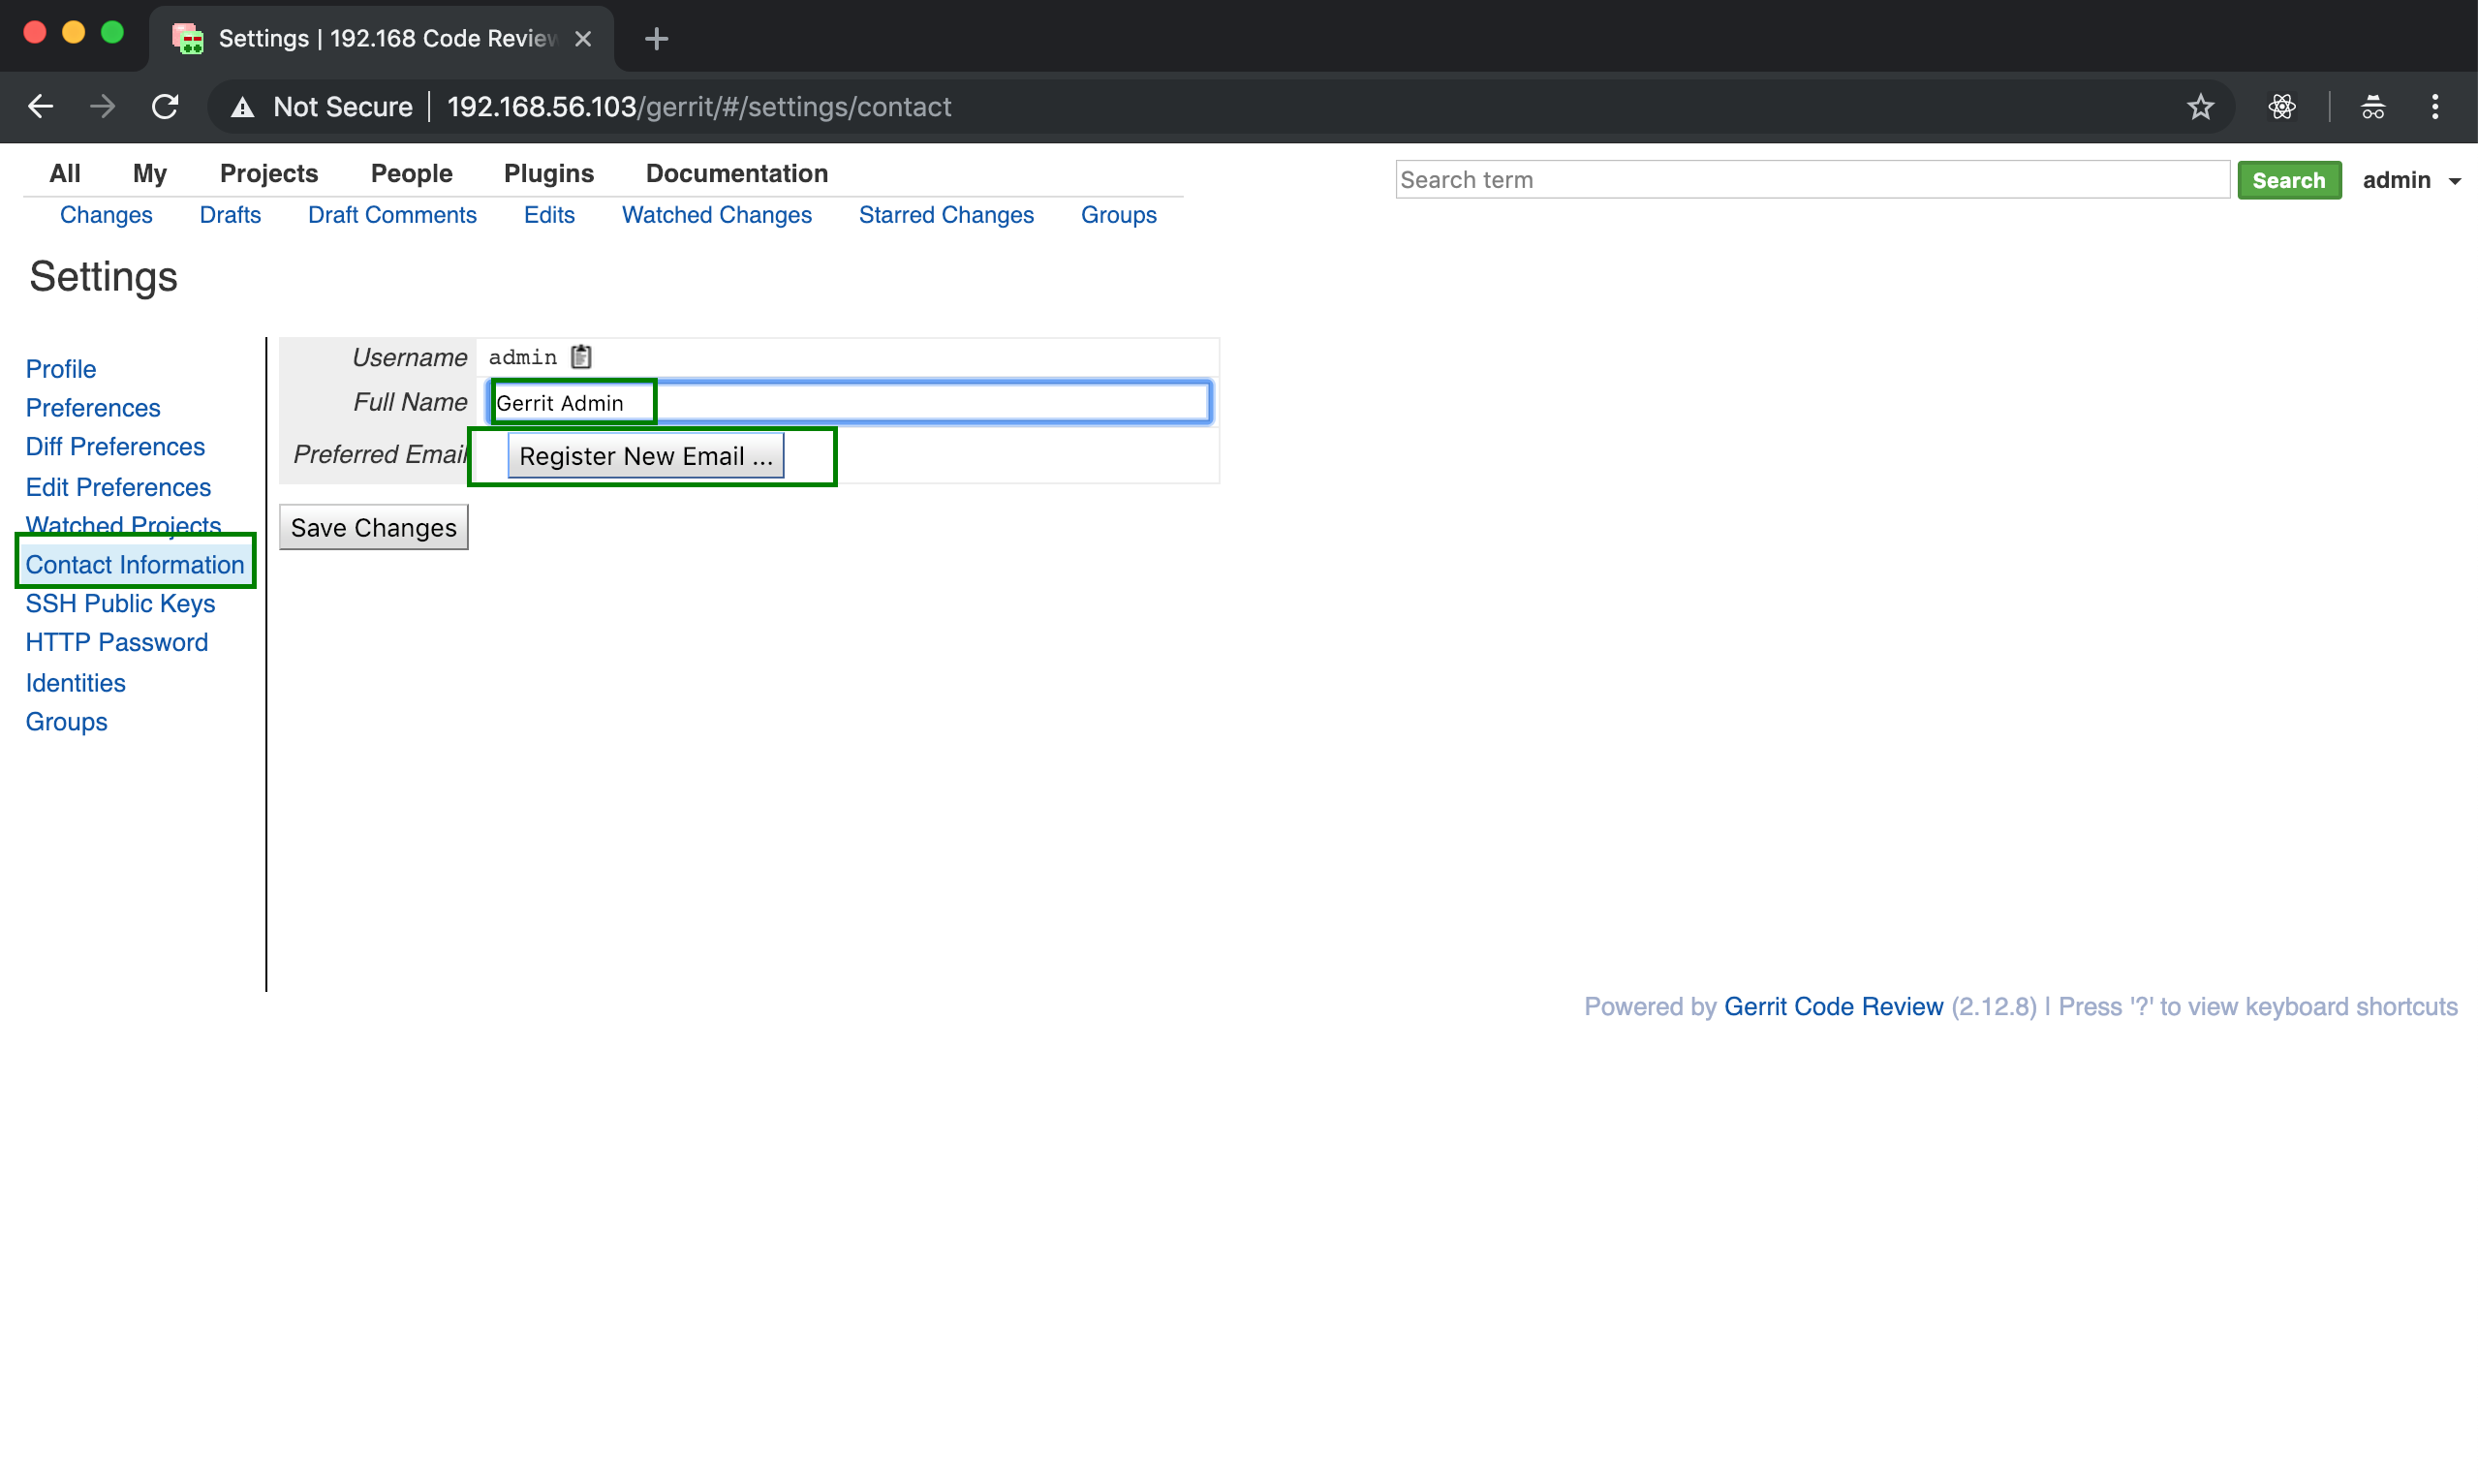 Settings | 192.168 Code Review
Not Secure | 192.168.56.103/gerrit/#/settings/contact
All My Projects People Plugins Documentation
Search term Search admin
Changes Drafts Draft Comments Edits Watched Changes Starred Changes Groups
Settings
Username admin
Full Name Gerrit Admin
Preferred Email Register New Email ...
Save Changes
Profile
Preferences
Diff Preferences
Edit Preferences
Watched Projects
Contact Information
SSH Public Keys
HTTP Password
Identities
Groups
Powered by Gerrit Code Review (2.12.8) | Press '?' to view keyboard shortcuts